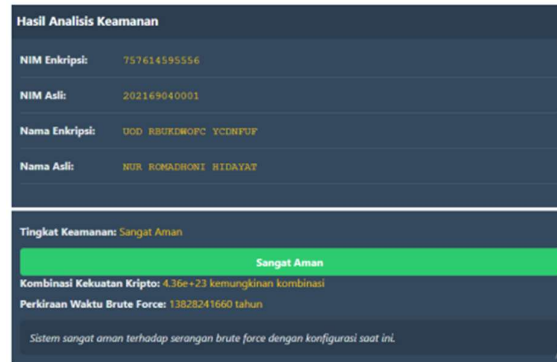 Hasil Analisis Keamanan
NIM Enkripsi: 757614595556
NIM Asli: 202169040001
Nama Enkripsi: UOD RBUKDWOFC YCDNFUF
Nama Asli: NUR ROMADHONI HIDAYAT
Tingkat Keamanan: Sangat Aman
Sangat Aman
Kombinasi Kekuatan Kripto: 4.36e+23 kemungkinan kombinasi
Perkiraan Waktu Brute Force: 13828241660 tahun
Sistem sangat aman terhadap serangan brute force dengan konfigurasi saat ini.